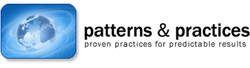 patterns & practices
proven practices for predictable results